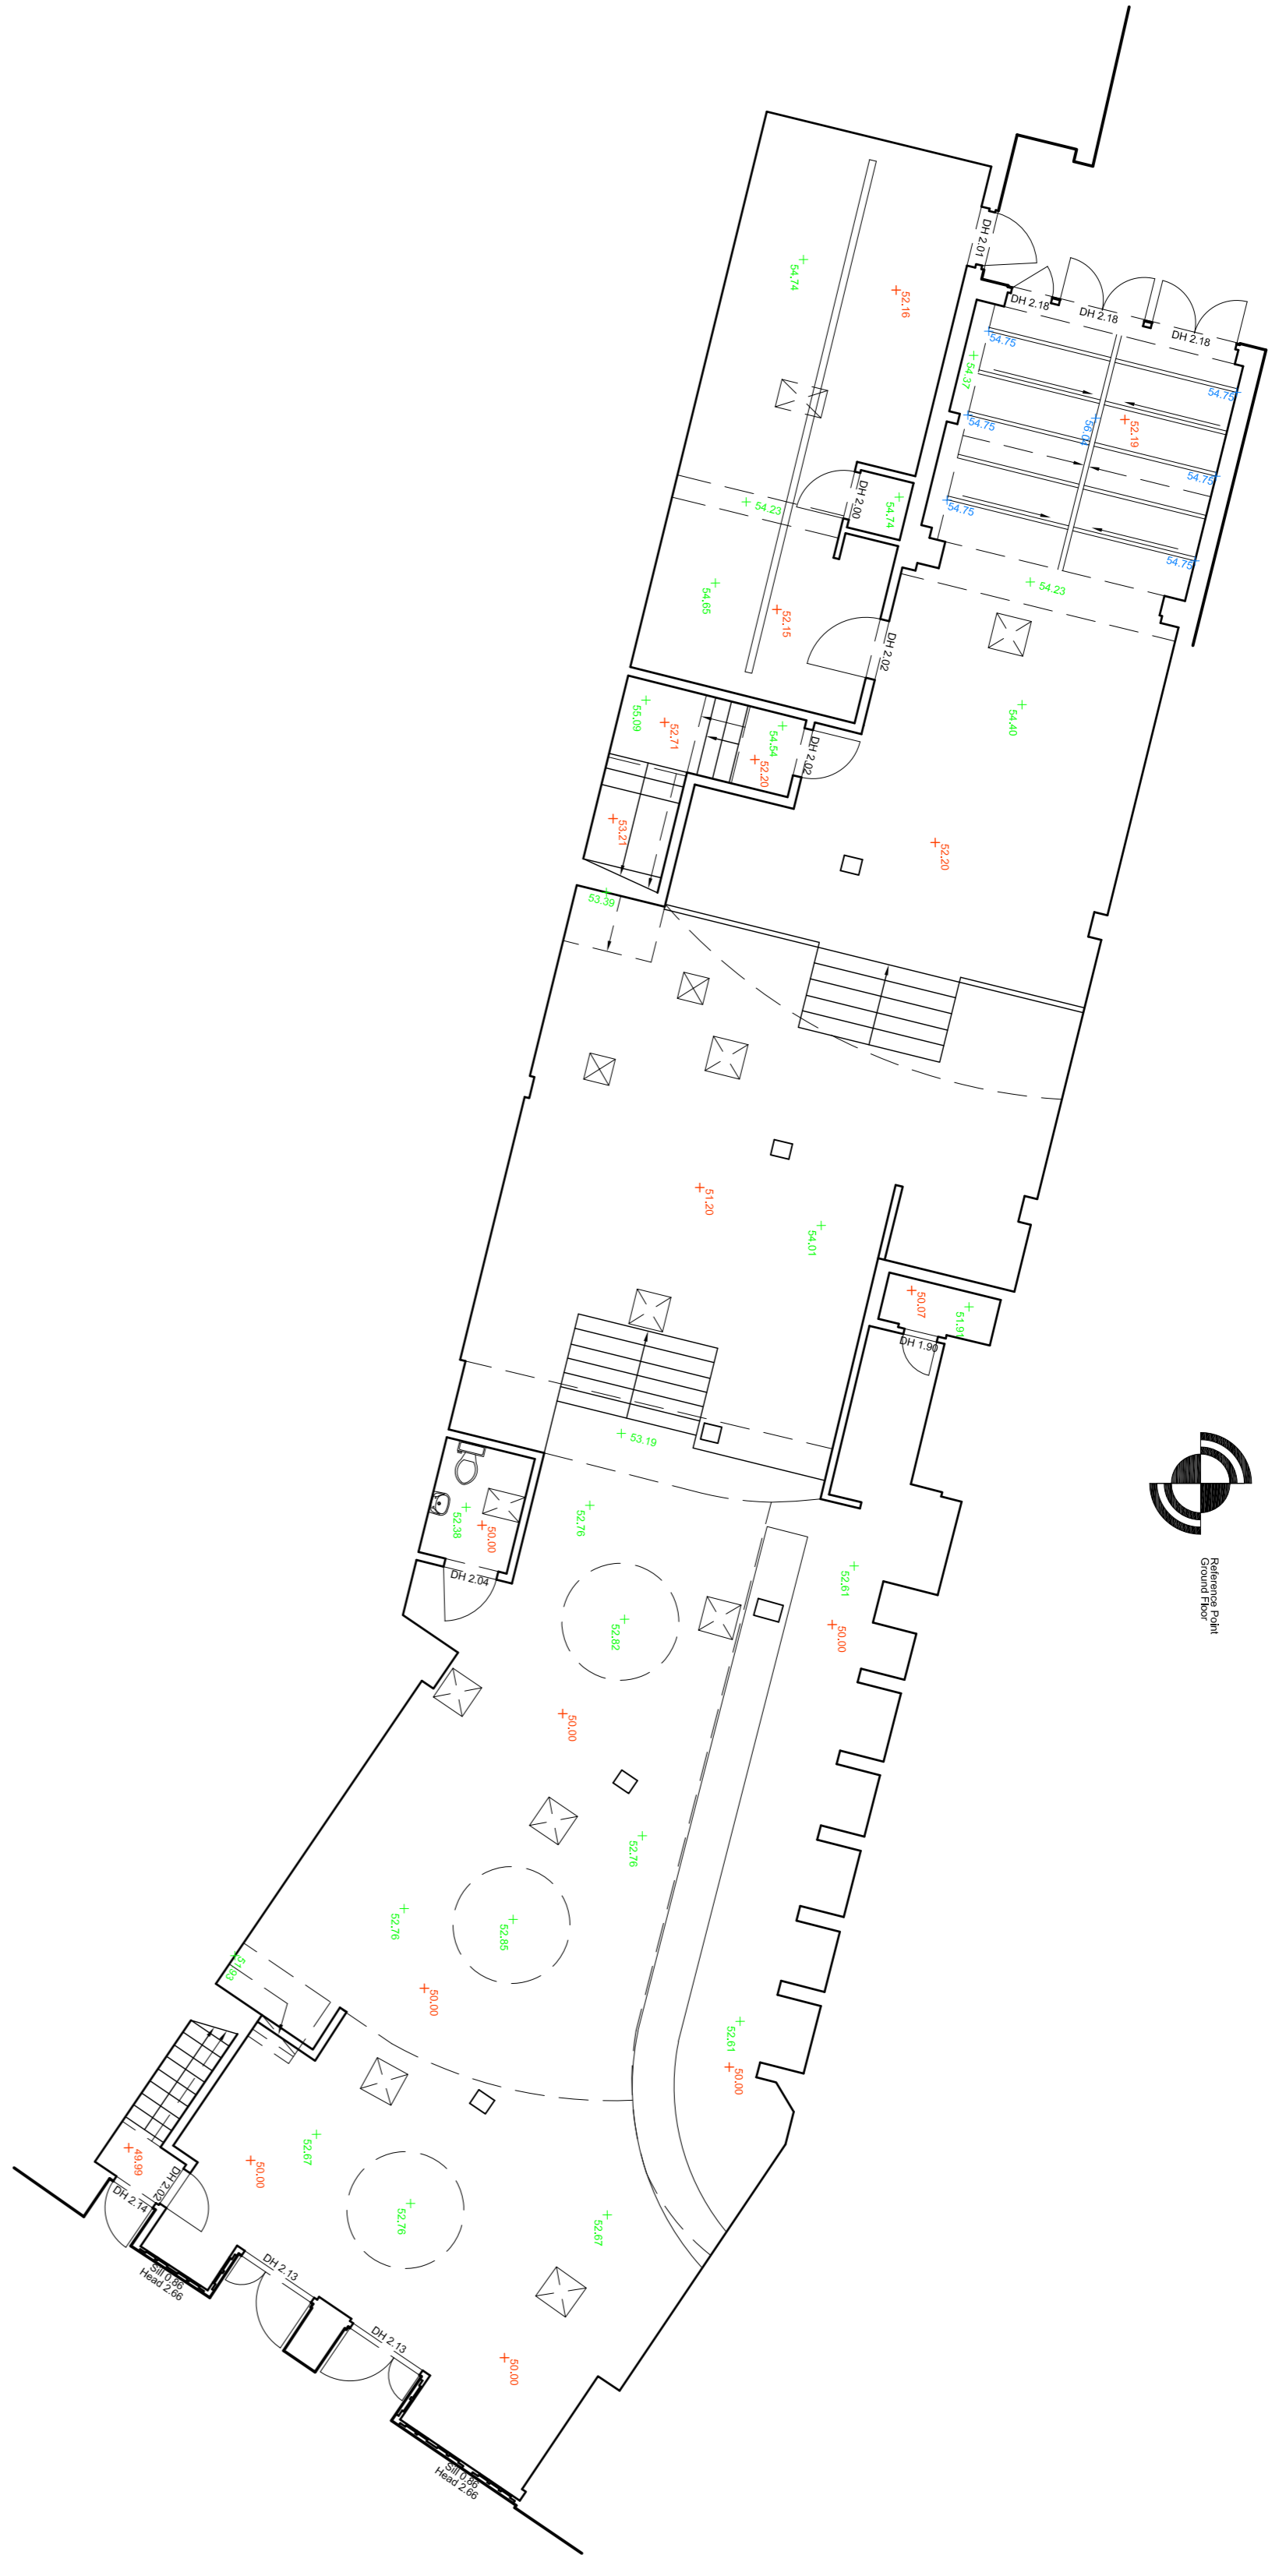 DH 2.01
DH 2.18
DH 2.18
DH 2.18
54.74
52.16
54.75
54.37
54.75
54.75
56.04
52.19
54.75
54.75
54.75
DH 2.00
54.74
54.23
54.23
54.65
52.15
DH 2.02
54.40
55.09
52.71
54.54
52.20
DH 2.02
53.21
52.20
53.39
51.20
54.01
50.07
51.91
DH 1.90
53.19
52.38
50.00
DH 2.04
52.76
52.82
52.61
50.00
Reference Point
Ground Floor
50.00
52.76
52.76
52.85
51.93
50.00
52.61
50.00
52.67
50.00
49.99
DH 2.02
DH 2.14
Sill 0.86
Head 2.66
52.76
52.67
DH 2.13
DH 2.13
50.00
Sill 0.86
Head 2.66